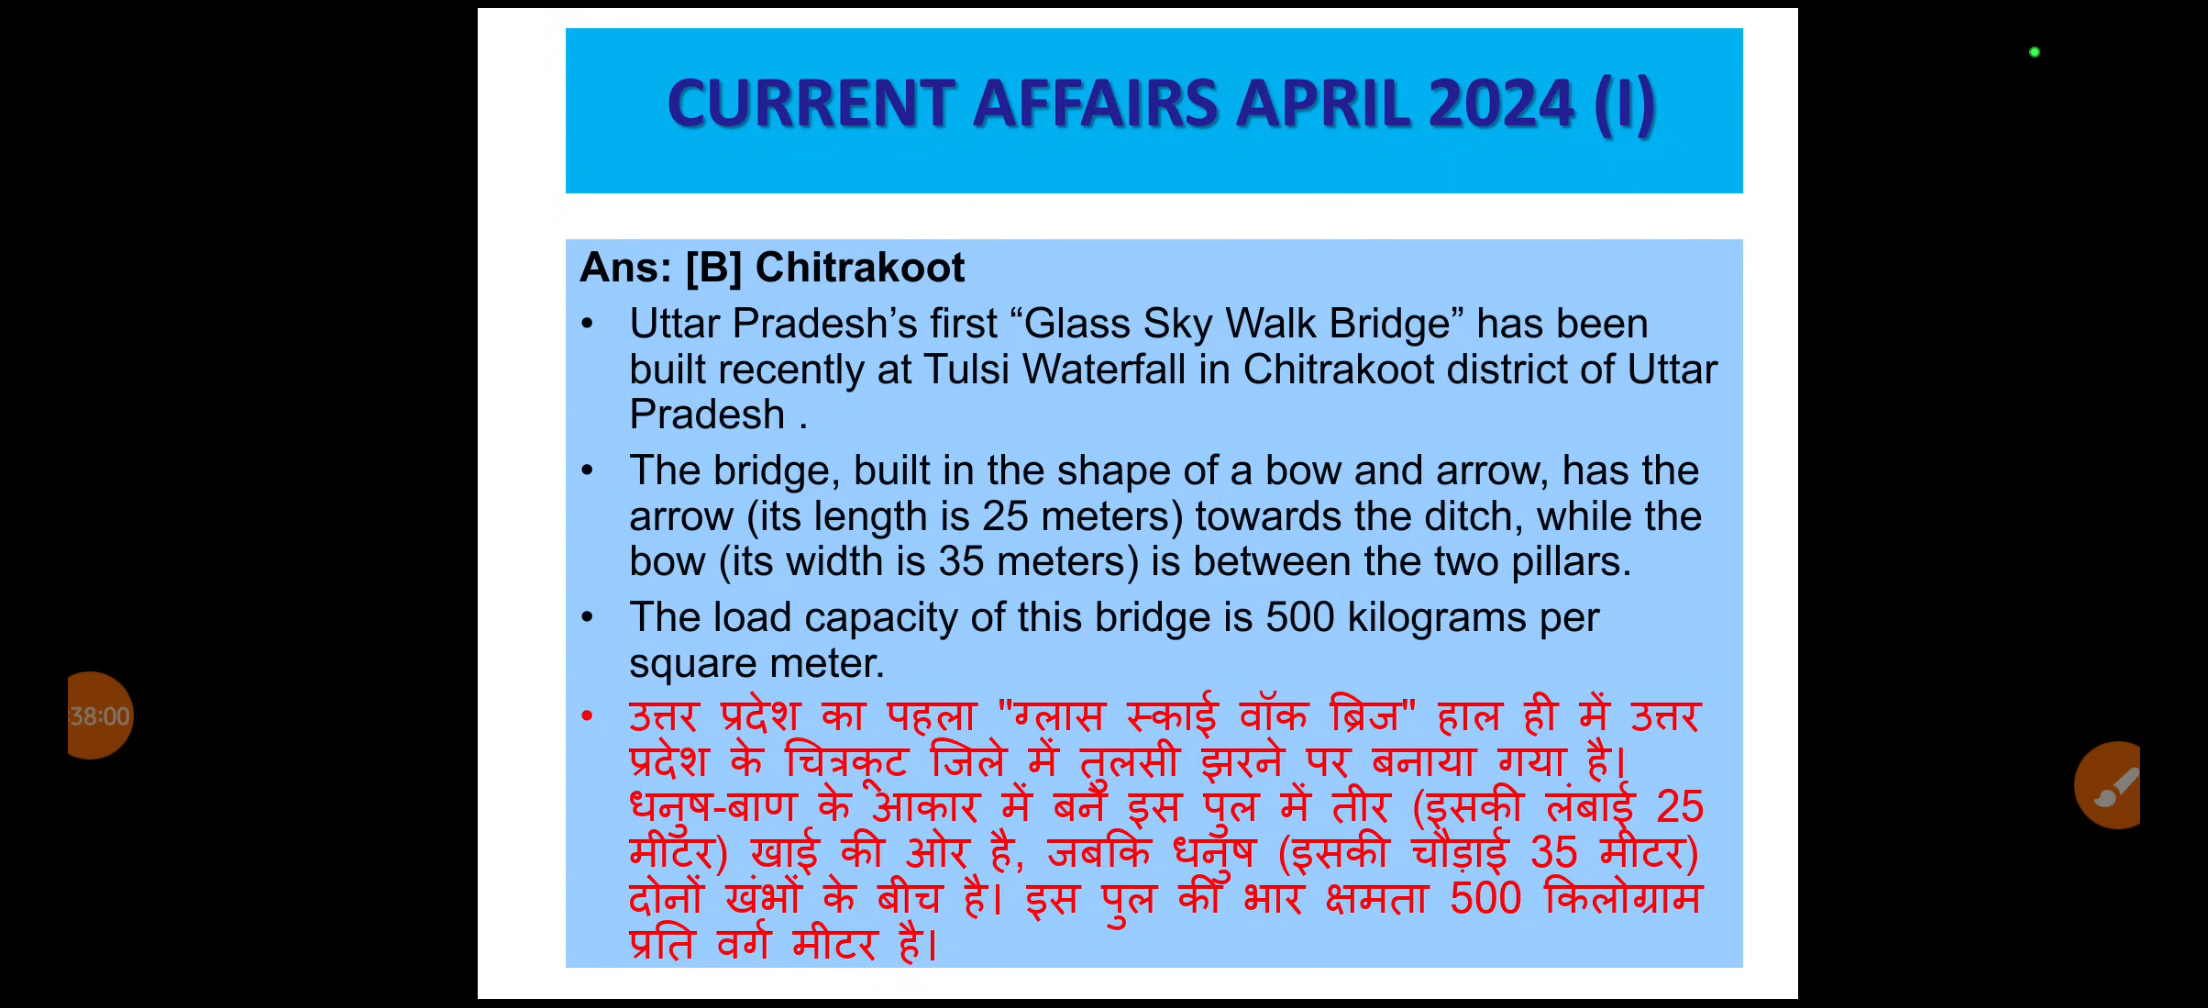 CURRENT AFFAIRS APRIL 2024 (I)
Ans: [B] Chitrakoot
• Uttar Pradesh’s first “Glass Sky Walk Bridge” has been
built recently at Tulsi Waterfall in Chitrakoot district of Uttar
Pradesh .
• The bridge, built in the shape of a bow and arrow, has the
arrow (its length is 25 meters) towards the ditch, while the
bow (its width is 35 meters) is between the two pillars.
• The load capacity of this bridge is 500 kilograms per
square meter.
• उत्तर प्रदेश का पहला "ग्लास स्काई वॉक ब्रिज" हाल ही में उत्तर
प्रदेश के चित्रकूट जिले में तुलसी झरने पर बनाया गया है।
धनुष-बाण के आकार में बने इस पुल में तीर (इसकी लंबाई 25
मीटर) खाई की ओर है, जबकि धनुष (इसकी चौड़ाई 35 मीटर)
दोनों खंभों के बीच है। इस पुल की भार क्षमता 500 किलोग्राम
प्रति वर्ग मीटर है।
:38:00